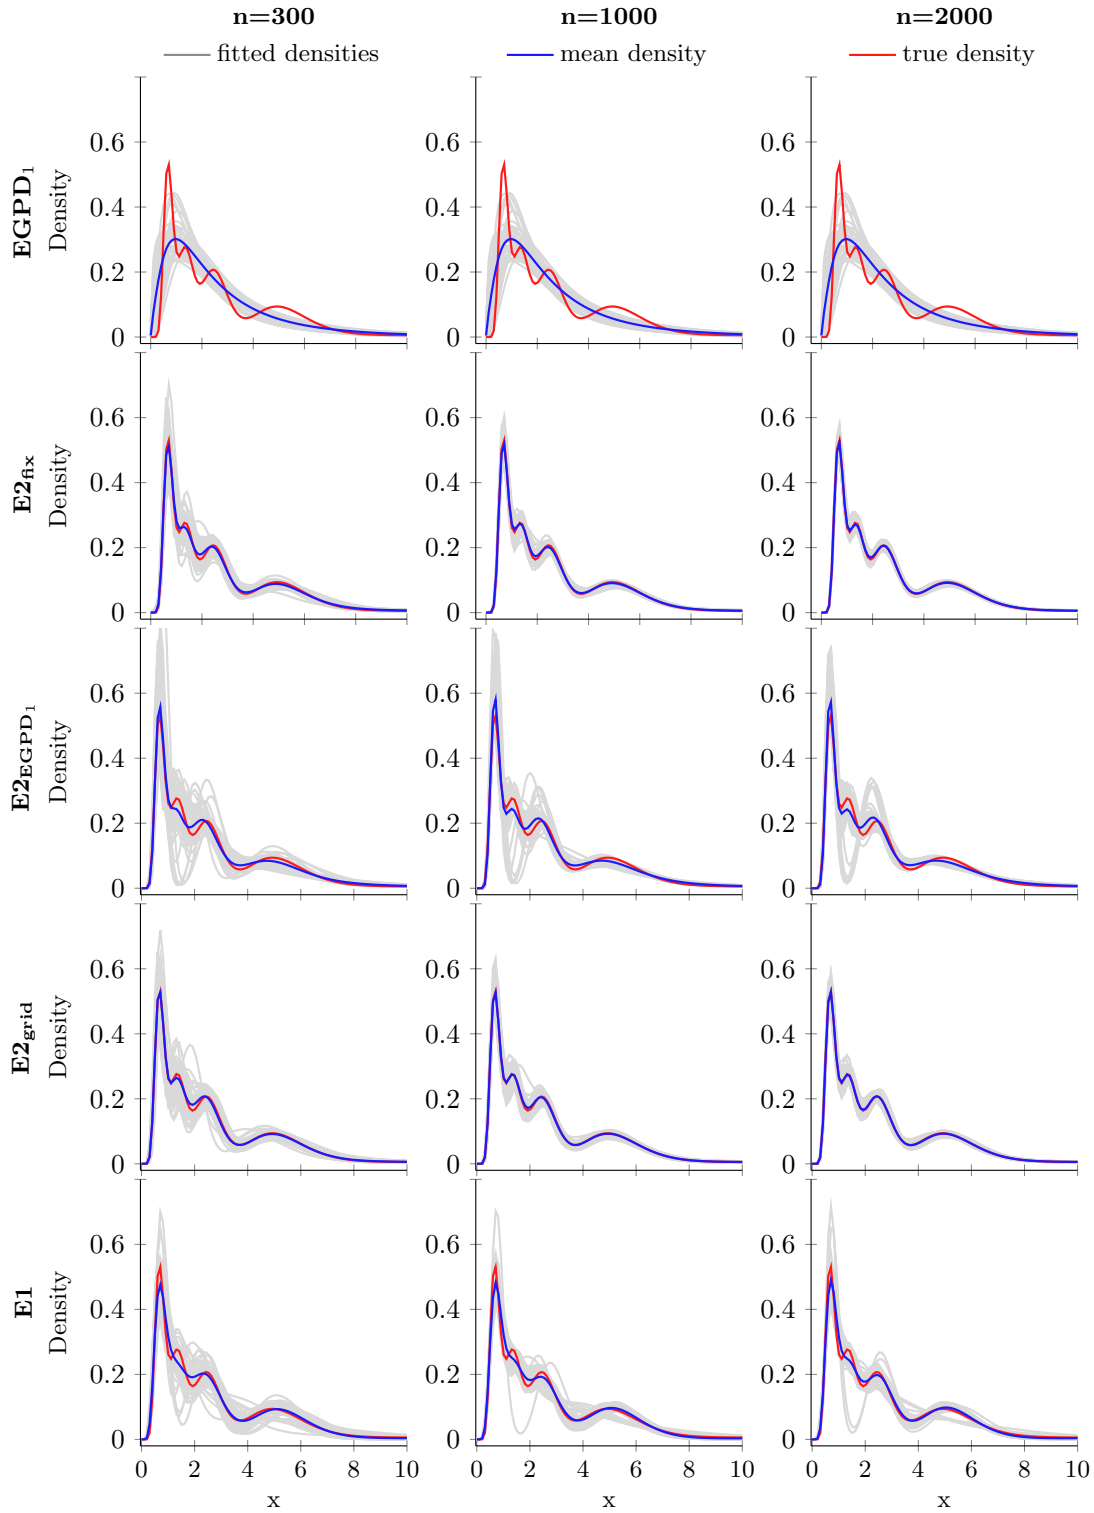 n=300 n=1000 n=2000
fitted densities mean density true density
EGPD₁
Density
0.6 0.6 0.6
0.4 0.4 0.4
0.2 0.2 0.2
0 0 0
E2fix
Density
0.6 0.6 0.6
0.4 0.4 0.4
0.2 0.2 0.2
0 0 0
E2EGPD₁
Density
0.6 0.6 0.6
0.4 0.4 0.4
0.2 0.2 0.2
0 0 0
E2grid
Density
0.6 0.6 0.6
0.4 0.4 0.4
0.2 0.2 0.2
0 0 0
E1
Density
0.6 0.6 0.6
0.4 0.4 0.4
0.2 0.2 0.2
0 0 0
0 2 4 6 8 10 0 2 4 6 8 10 0 2 4 6 8 10
x x x